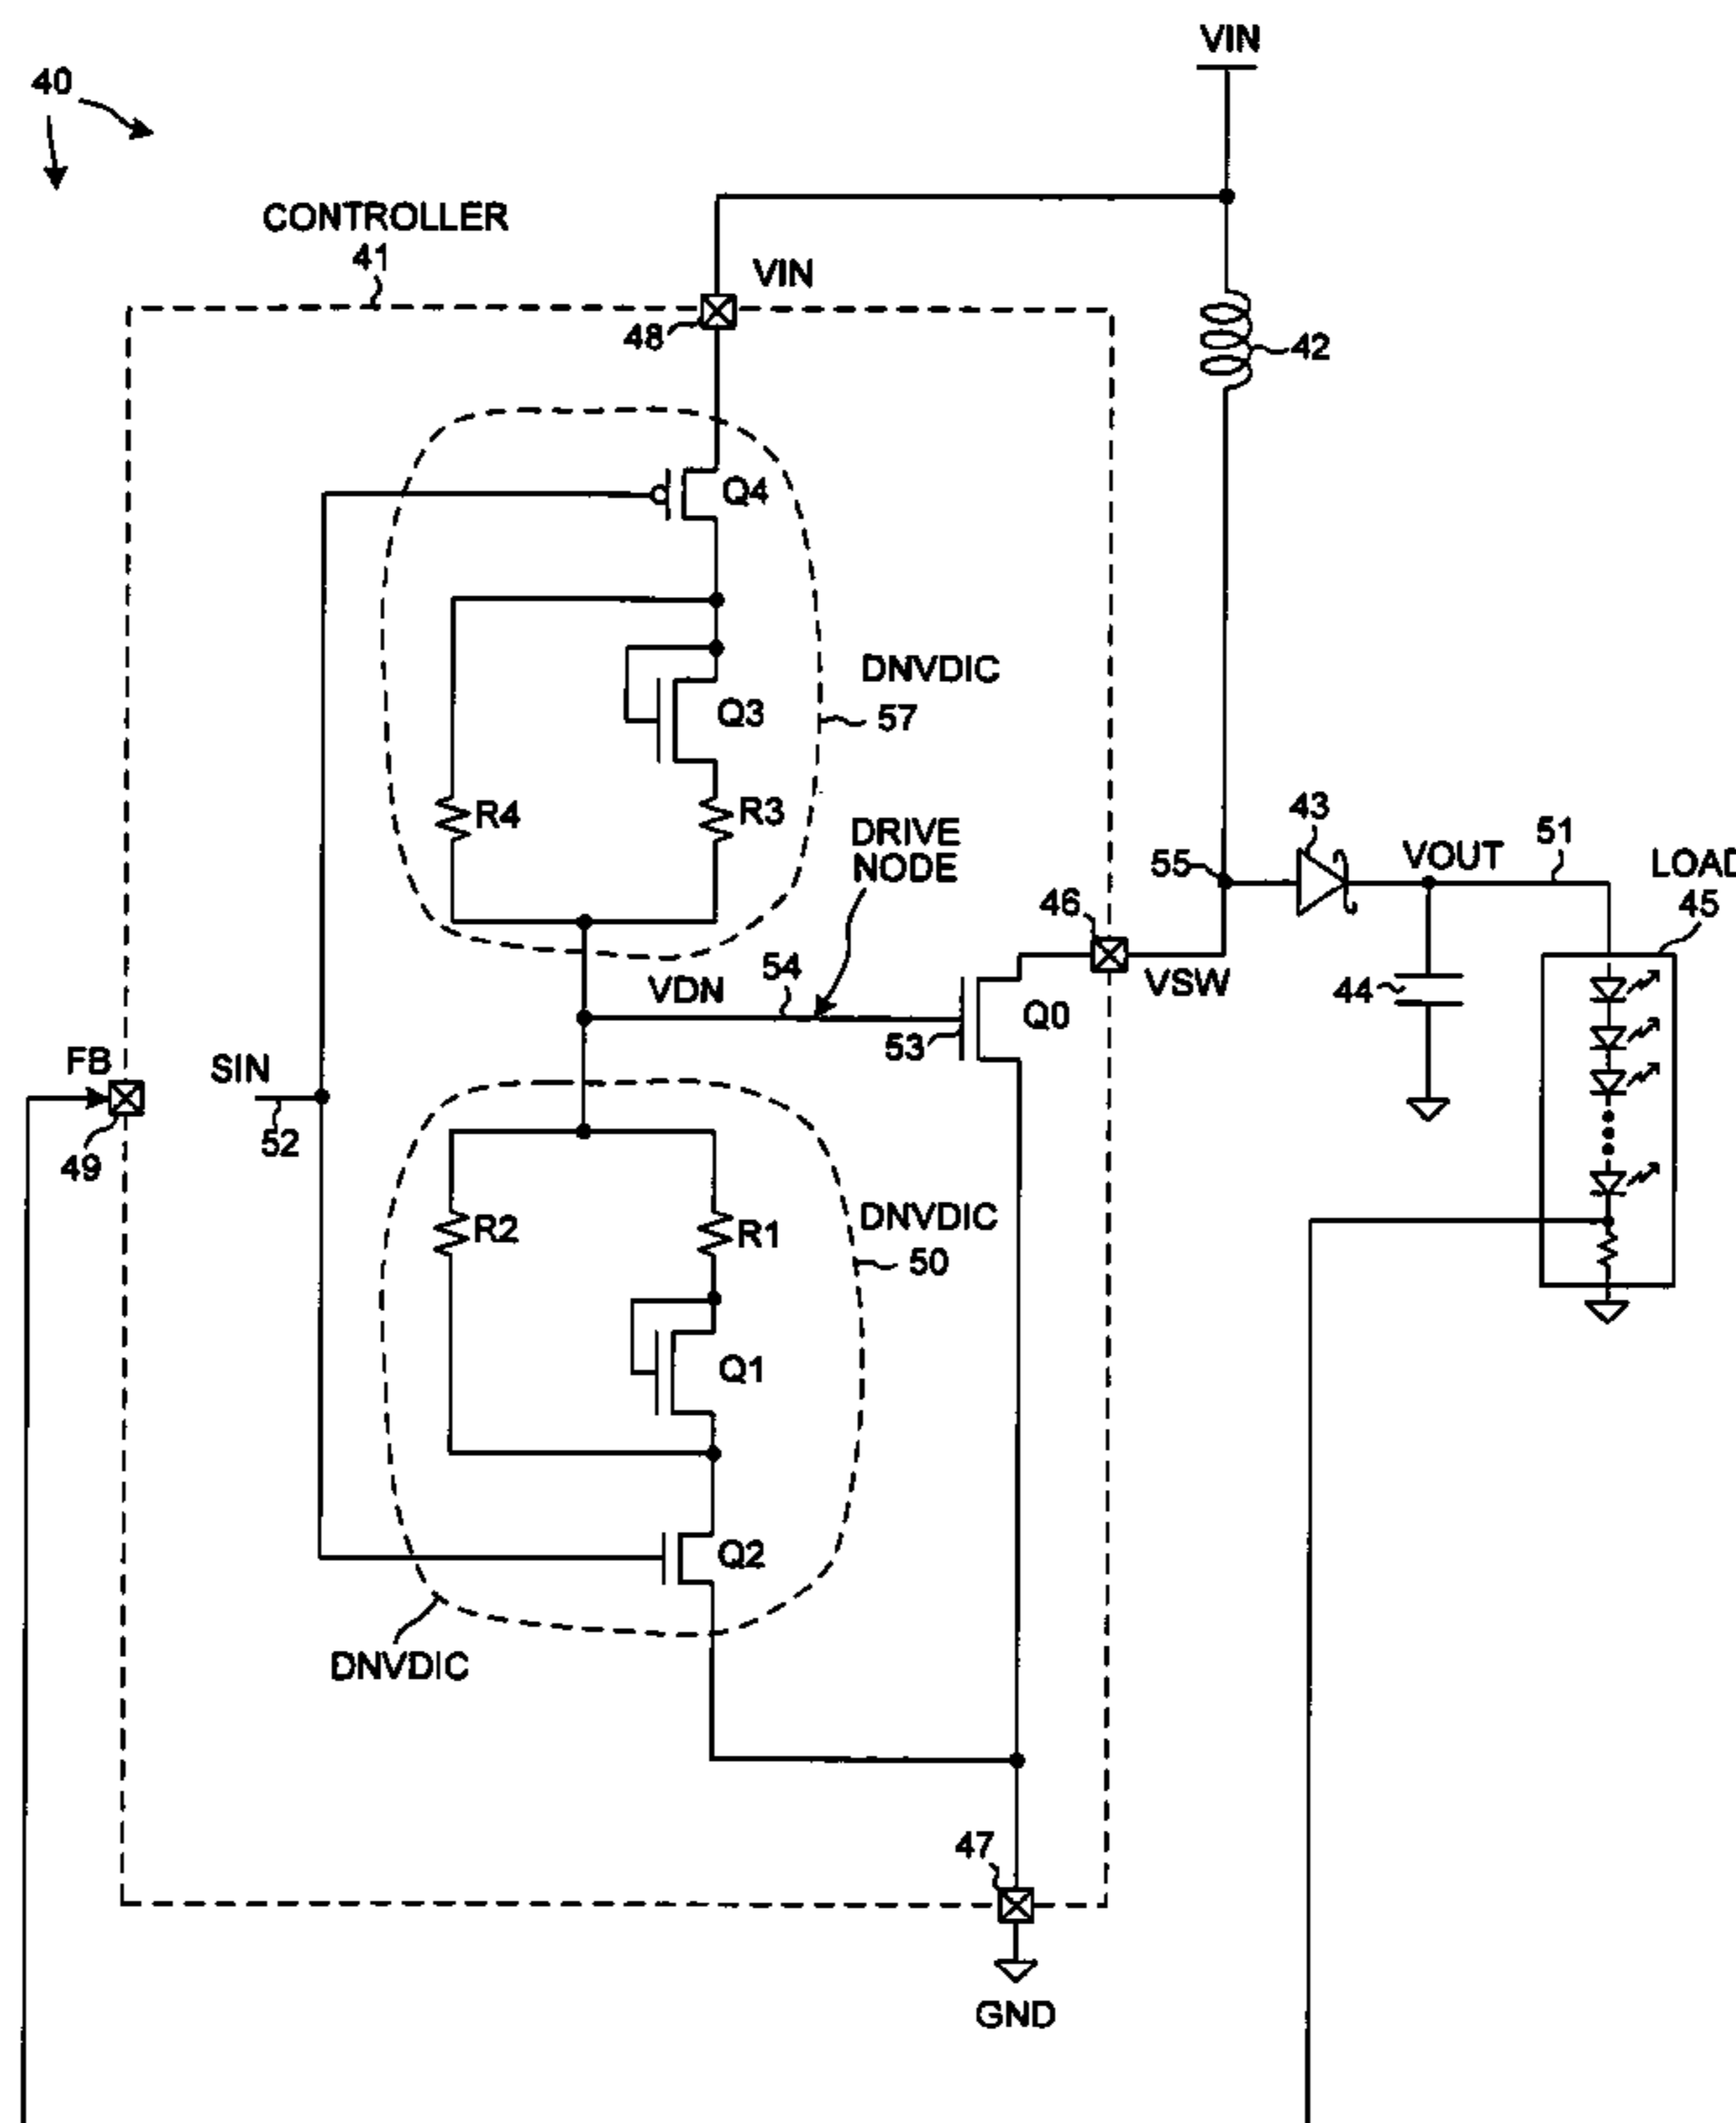 VIN
40
CONTROLLER
41
VIN
48
42
Q4
DNVDIC
57
Q3
R4
R3
DRIVE
NODE
43
VOUT
51
LOAD
45
55
46
VDN
54
VSW
44
Q0
53
FB
SIN
49
52
R2
R1
DNVDIC
50
Q1
Q2
DNVDIC
47
GND